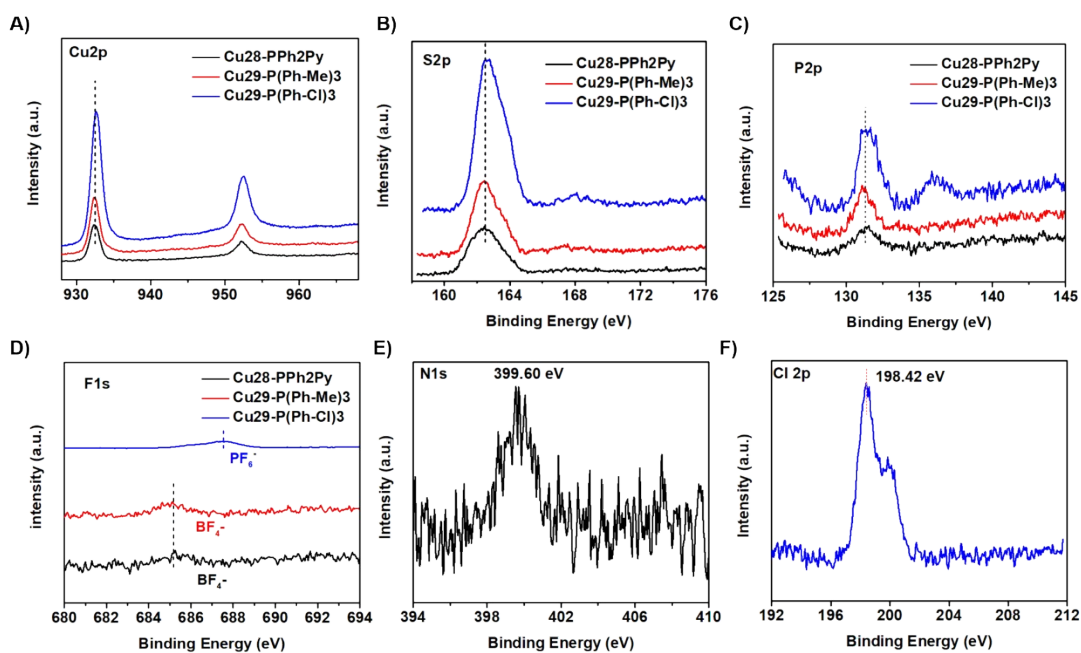 A)
Cu2p
Cu28-PPh2Py
Cu29-P(Ph-Me)3
Cu29-P(Ph-Cl)3
Intensity (a.u.)
930 940 950 960
Binding Energy (eV)
B)
S2p
Cu28-PPh2Py
Cu29-P(Ph-Me)3
Cu29-P(Ph-Cl)3
Intensity (a.u.)
160 164 168 172 176
Binding Energy (eV)
C)
P2p
Cu28-PPh2Py
Cu29-P(Ph-Me)3
Cu29-P(Ph-Cl)3
Intensity (a.u.)
125 130 135 140 145
Binding Energy (eV)
D)
F1s
Cu28-PPh2Py
Cu29-P(Ph-Me)3
Cu29-P(Ph-Cl)3
PF6-
BF4-
BF4-
intensity (a.u.)
680 682 684 686 688 690 692 694
Binding Energy (eV)
E)
N1s
399.60 eV
Intensity (a.u.)
394 398 402 406 410
Binding Energy (eV)
F)
Cl 2p
198.42 eV
Intensity (a.u.)
192 196 200 204 208 212
Binding Energy (eV)